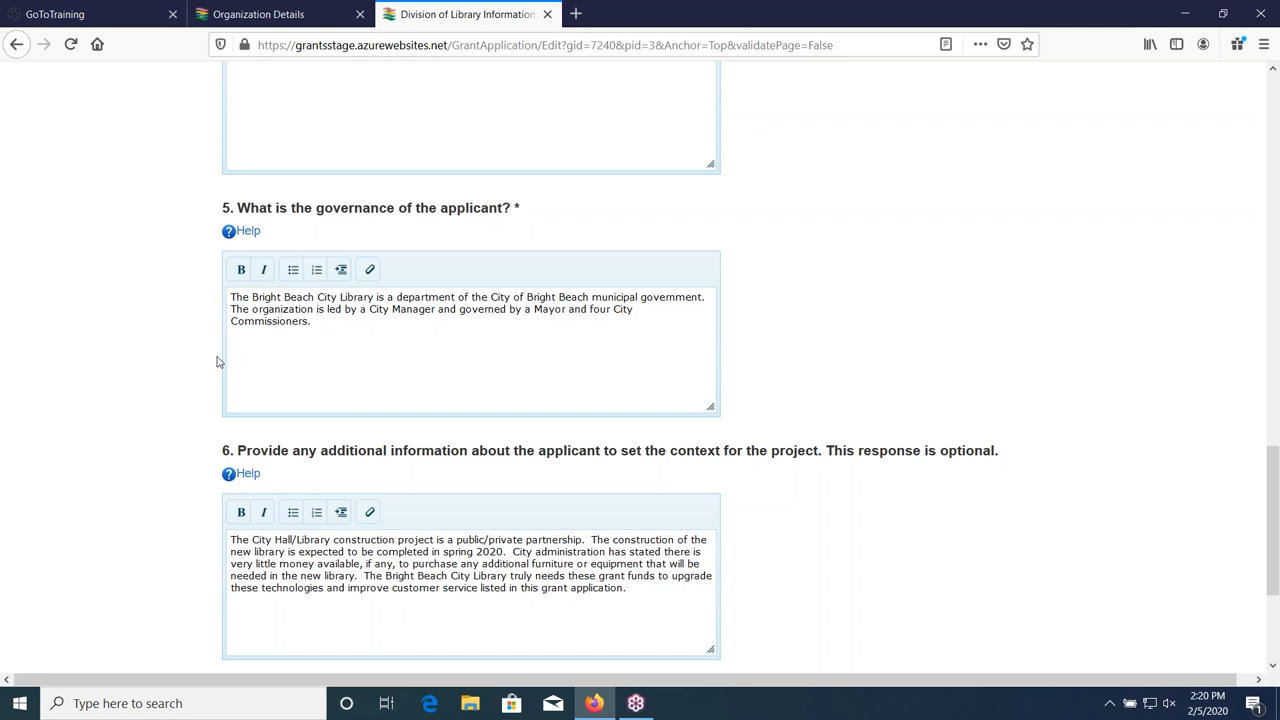 GoToTraining
Organization Details
Division of Library Information
https://grantsstage.azurewebsites.net/GrantApplication/Edit?gid=7240&pid=3&Anchor=Top&validatePage=False
5. What is the governance of the applicant? *
Help
B I
The Bright Beach City Library is a department of the City of Bright Beach municipal government.
The organization is led by a City Manager and governed by a Mayor and four City
Commissioners.
6. Provide any additional information about the applicant to set the context for the project. This response is optional.
Help
B I
The City Hall/Library construction project is a public/private partnership. The construction of the
new library is expected to be completed in spring 2020. City administration has stated there is
very little money available, if any, to purchase any additional furniture or equipment that will be
needed in the new library. The Bright Beach City Library truly needs these grant funds to upgrade
these technologies and improve customer service listed in this grant application.
Type here to search
2:20 PM
2/5/2020
1